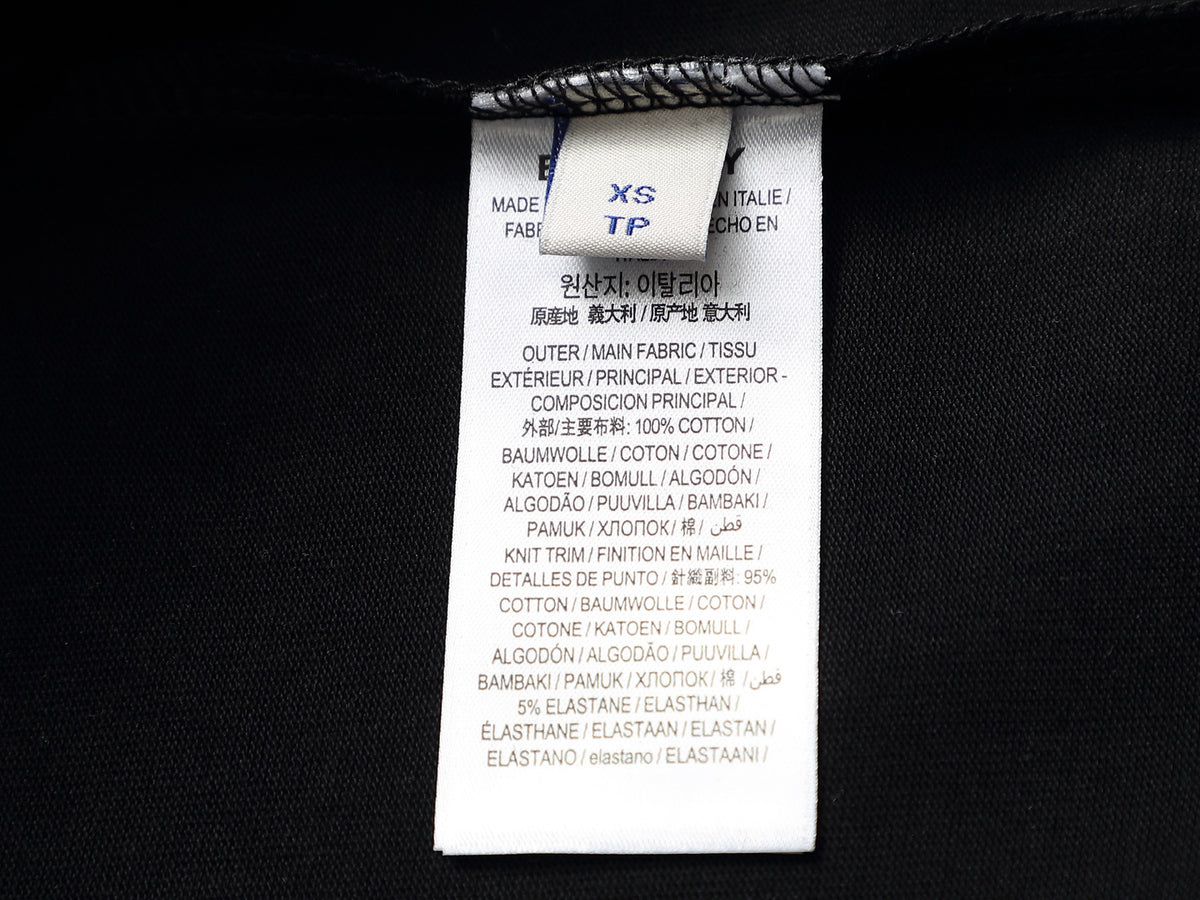 XS
TP
MADE EN ITALIE /
ECHO EN
원산지: 이탈리아
原産地 義大利 / 原产地 意大利
OUTER / MAIN FABRIC / TISSU
EXTÉRIEUR / PRINCIPAL / EXTERIOR -
COMPOSICION PRINCIPAL /
外部/主要布料: 100% COTTON /
BAUMWOLLE / COTON / COTONE /
KATOEN / BOMULL / ALGODÓN /
ALGODÃO / PUUVILLA / BAMBAKI /
PAMUK / ХЛОПОК / 棉 / قطن
KNIT TRIM / FINITION EN MAILLE /
DETALLES DE PUNTO / 針織副料: 95%
COTTON / BAUMWOLLE / COTON /
COTONE / KATOEN / BOMULL /
ALGODÓN / ALGODÃO / PUUVILLA /
BAMBAKI / PAMUK / ХЛОПОК / 棉 / قطن
5% ELASTANE / ELASTHAN /
ÉLASTHANE / ELASTAAN / ELASTAN /
ELASTANO / elastano / ELASTAANI /